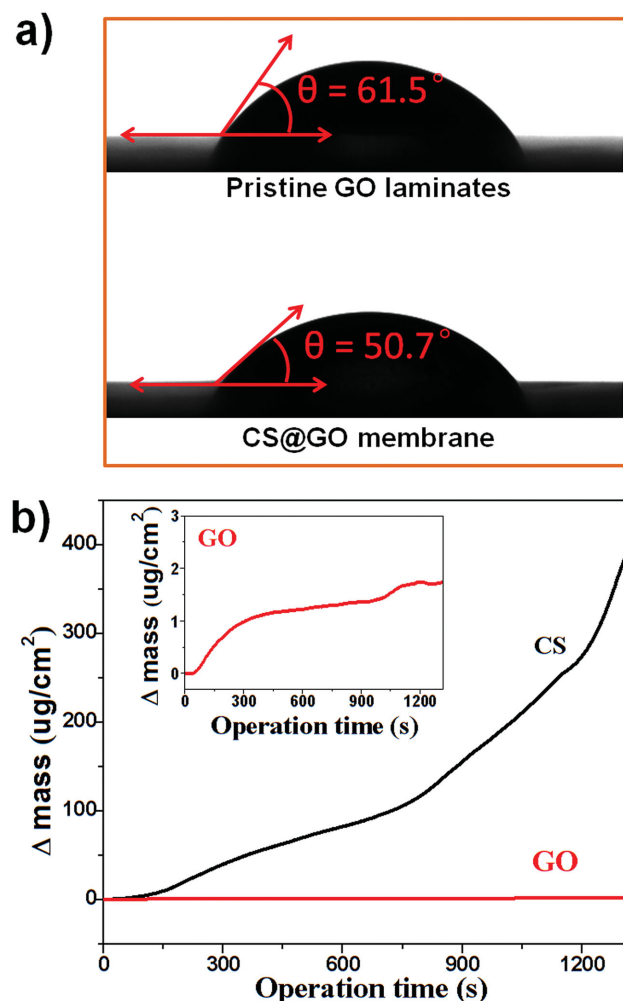 a)
θ = 61.5°
Pristine GO laminates
θ = 50.7°
CS@GO membrane
b)
Δ mass (ug/cm²)
400
300
200
100
0
0
300
600
900
1200
Operation time (s)
CS
GO
GO
Δ mass (ug/cm²)
3
2
1
0
0
300
600
900
1200
Operation time (s)